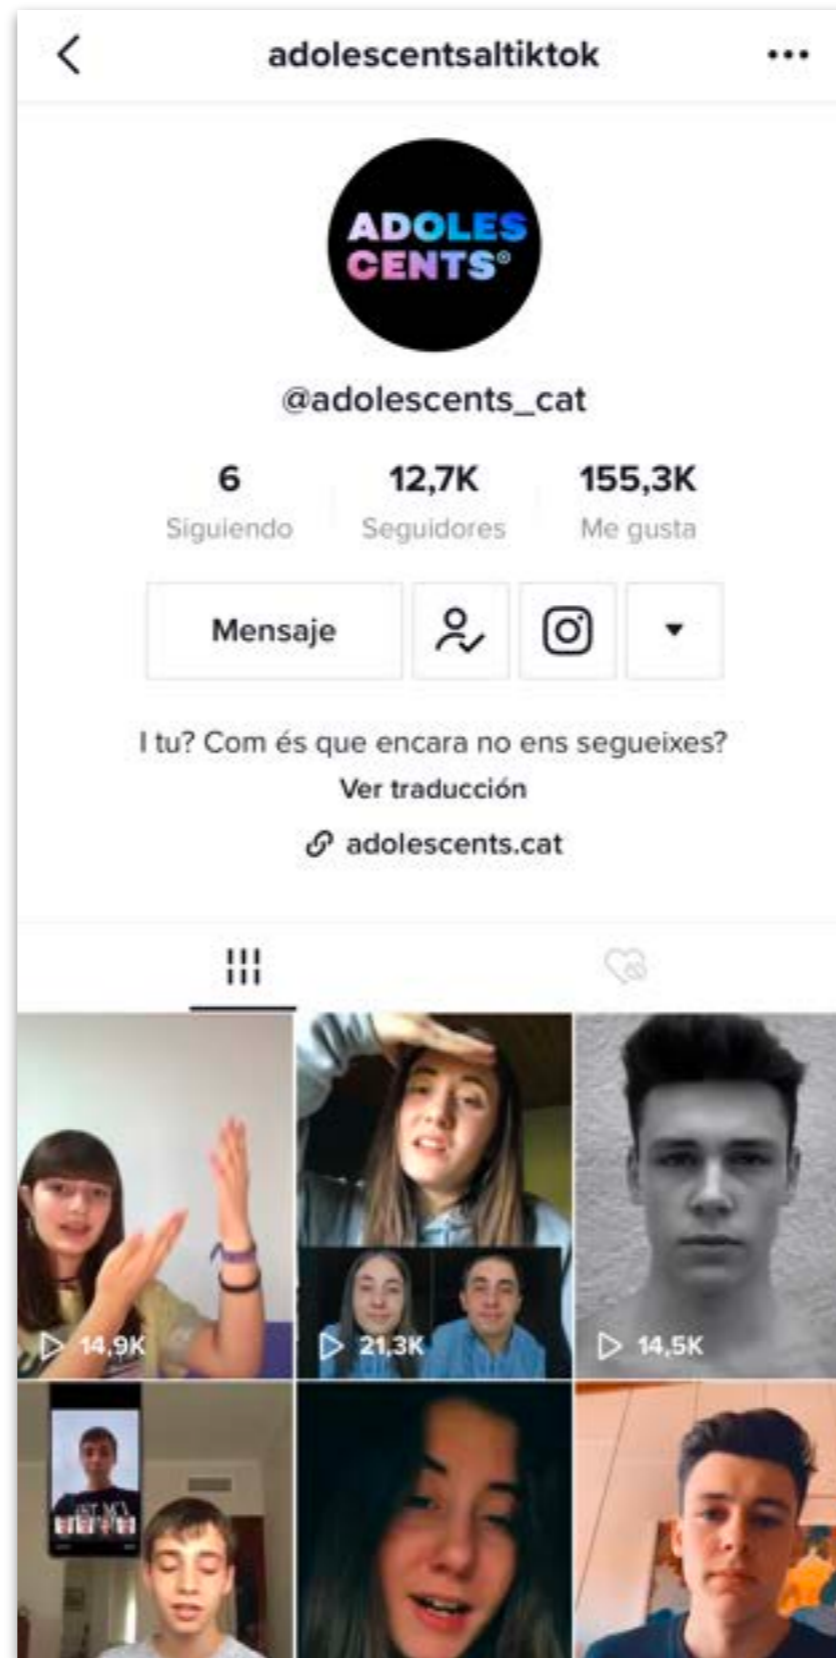 adolescentsaltiktok
ADOLES
CENTS
@adolescents_cat
6 12,7K 155,3K
Siguiendo Seguidores Me gusta
Mensaje
I tu? Com és que encara no ens segueixes?
Ver traducción
adolescents.cat
14,9K 21,3K 14,5K